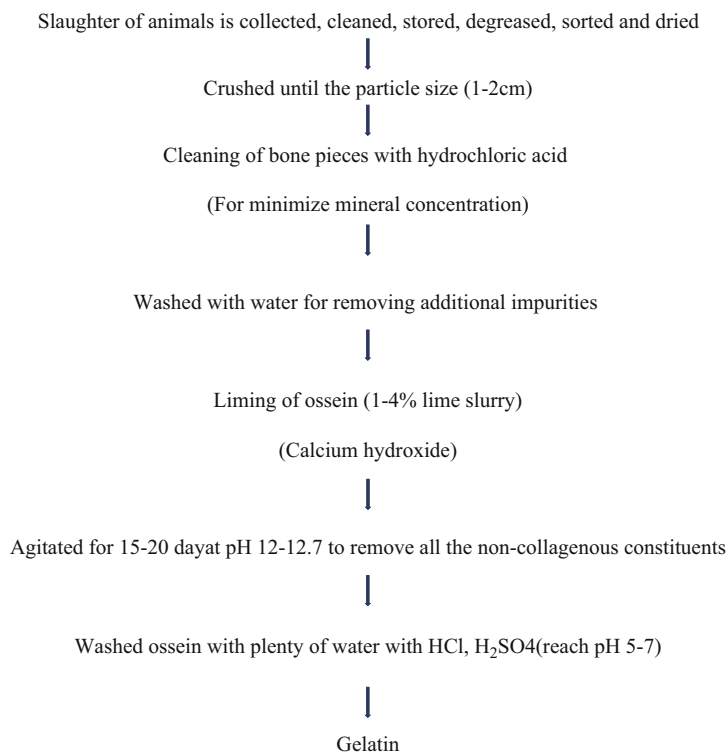 Slaughter of animals is collected, cleaned, stored, degreased, sorted and dried
Crushed until the particle size (1-2cm)
Cleaning of bone pieces with hydrochloric acid
(For minimize mineral concentration)
Washed with water for removing additional impurities
Liming of ossein (1-4% lime slurry)
(Calcium hydroxide)
Agitated for 15-20 dayat pH 12-12.7 to remove all the non-collagenous constituents
Washed ossein with plenty of water with HCl, H₂SO4(reach pH 5-7)
Gelatin